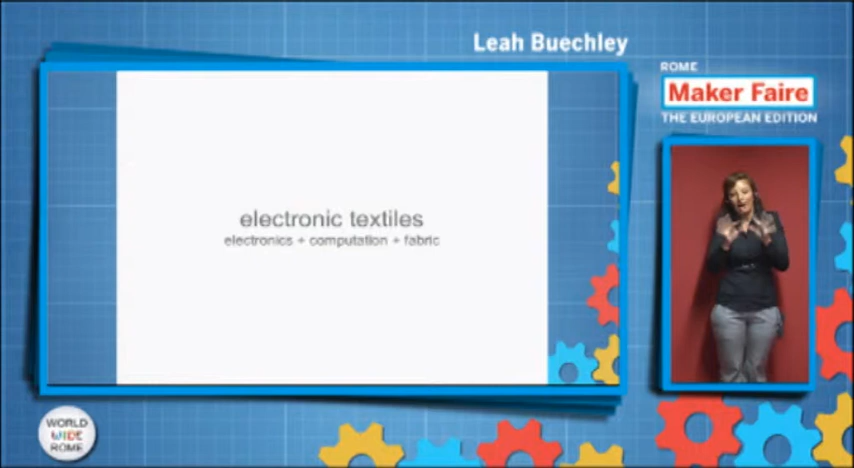 Leah Buechley
ROME
Maker Faire
THE EUROPEAN EDITION
electronic textiles
electronics + computation + fabric
WORLD
WIDE
ROME